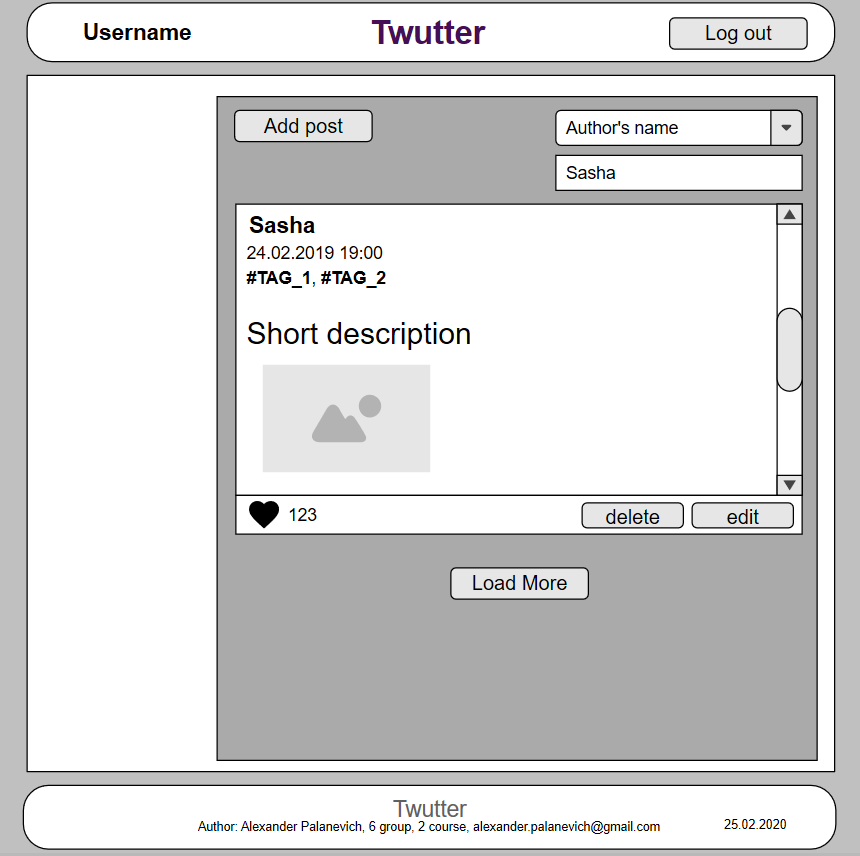 Username
Twutter
Log out
Add post
Author's name
Sasha
Sasha
24.02.2019 19:00
#TAG_1, #TAG_2
Short description
123
delete
edit
Load More
Twutter
Author: Alexander Palanevich, 6 group, 2 course, alexander.palevich@gmail.com
25.02.2020